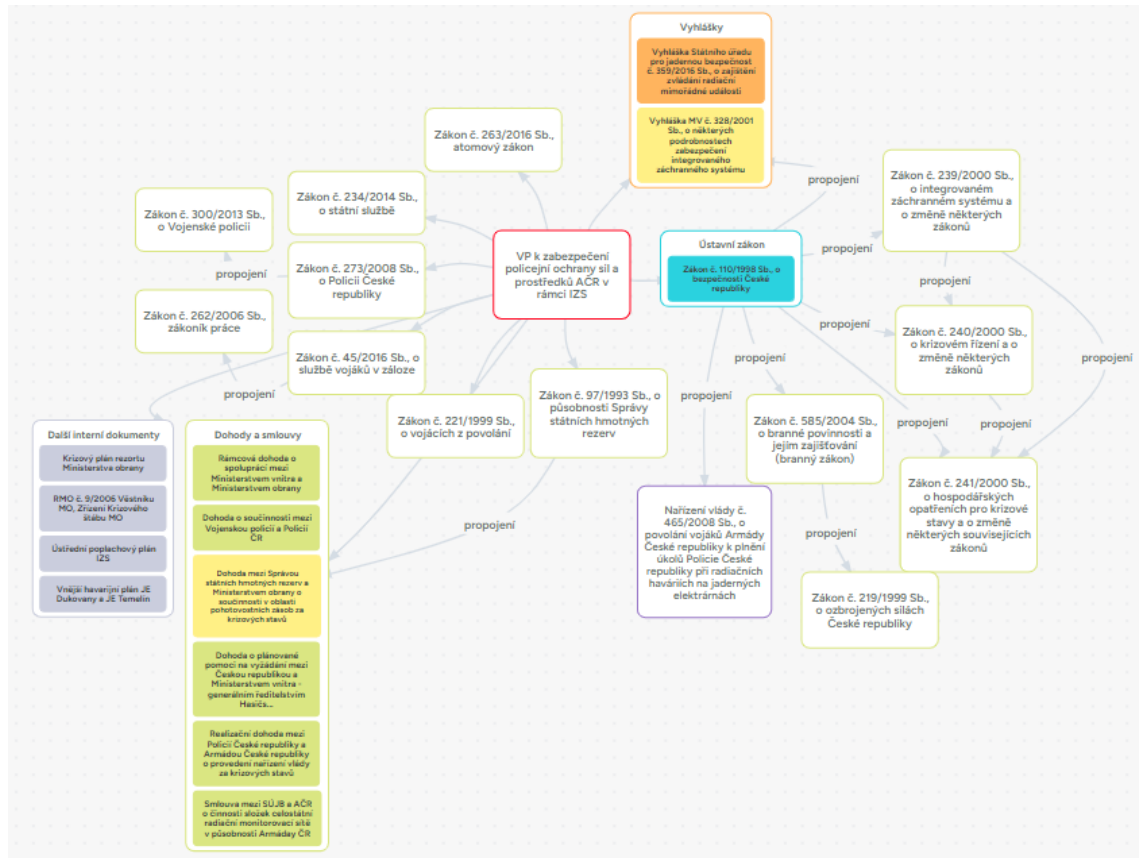 Vyhlášky
Vyhláška Státního úřadu
pro jadernou bezpečnost
č. 359/2016 Sb., o zajištění
zvládání radiační
mimořádné události
Vyhláška MV č. 328/2001
Sb., o některých
podrobnostech
zabezpečení
integrovaného
záchranného systému
Zákon č. 263/2016 Sb.,
atomový zákon
propojení
Zákon č. 239/2000 Sb.,
o integrovaném
záchranném systému a
o změně některých
zákonů
Zákon č. 234/2014 Sb.,
o státní službě
Zákon č. 300/2013 Sb.,
o Vojenské policii
propojení
Zákon č. 273/2008 Sb.,
o Policii České
republiky
VP k zabezpečení
policejní ochrany sil a
prostředků AČR v
rámci IZS
Ústavní zákon
Zákon č. 110/1998 Sb., o
bezpečnosti České
republiky
propojení
propojení
Zákon č. 262/2006 Sb.,
zákoník práce
propojení
Zákon č. 240/2000 Sb.,
o krizovém řízení a o
změně některých
zákonů
Zákon č. 45/2016 Sb., o
službě vojáků v záloze
propojení
propojení
propojení
propojení
Zákon č. 97/1993 Sb., o
působnosti Správy
státních hmotných
rezerv
Zákon č. 221/1999 Sb.,
o vojácích z povolání
propojení
Zákon č. 585/2004 Sb.,
o branné povinnosti a
jejím zajišťování
(branný zákon)
propojení
propojení
Další interní dokumenty
Krizový plán rezortu
Ministerstva obrany
RMO č. 9/2006 Věstníku
MO, Zřízení Krizového
štábu MO
Ústřední poplachový plán
IZS
Vnější havarijní plán JE
Dukovany a JE Temelín
Dohody a smlouvy
Rámcová dohoda o
spolupráci mezi
Ministerstvem vnitra a
Ministerstvem obrany
Dohoda o součinnosti mezi
Vojenskou policií a Policií
ČR
Dohoda mezi Správou
státních hmotných rezerv a
Ministerstvem obrany o
součinnosti v oblasti
pohotovostních zásob za
krizových stavů
Dohoda o plánované
pomoci na vyžádání mezi
Českou republikou a
Ministerstvem vnitra -
generálním ředitelstvím
Hasičs...
Realizační dohoda mezi
Policií České republiky a
Armádou České republiky
o provedení nařízení vlády
za krizových stavů
Smlouva mezi SÚJB a AČR
o činnosti složek celostátní
radiační monitorovací sítě
v působnosti Armáday ČR
propojení
Nařízení vlády č.
465/2008 Sb., o
povolání vojáků Armády
České republiky k plnění
úkolů Policie České
republiky při radiačních
haváriích na jaderných
elektrárnách
Zákon č. 241/2000 Sb.,
o hospodářských
opatřeních pro krizové
stavy a o změně
některých souvisejících
zákonů
propojení
Zákon č. 219/1999 Sb.,
o ozbrojených silách
České republiky